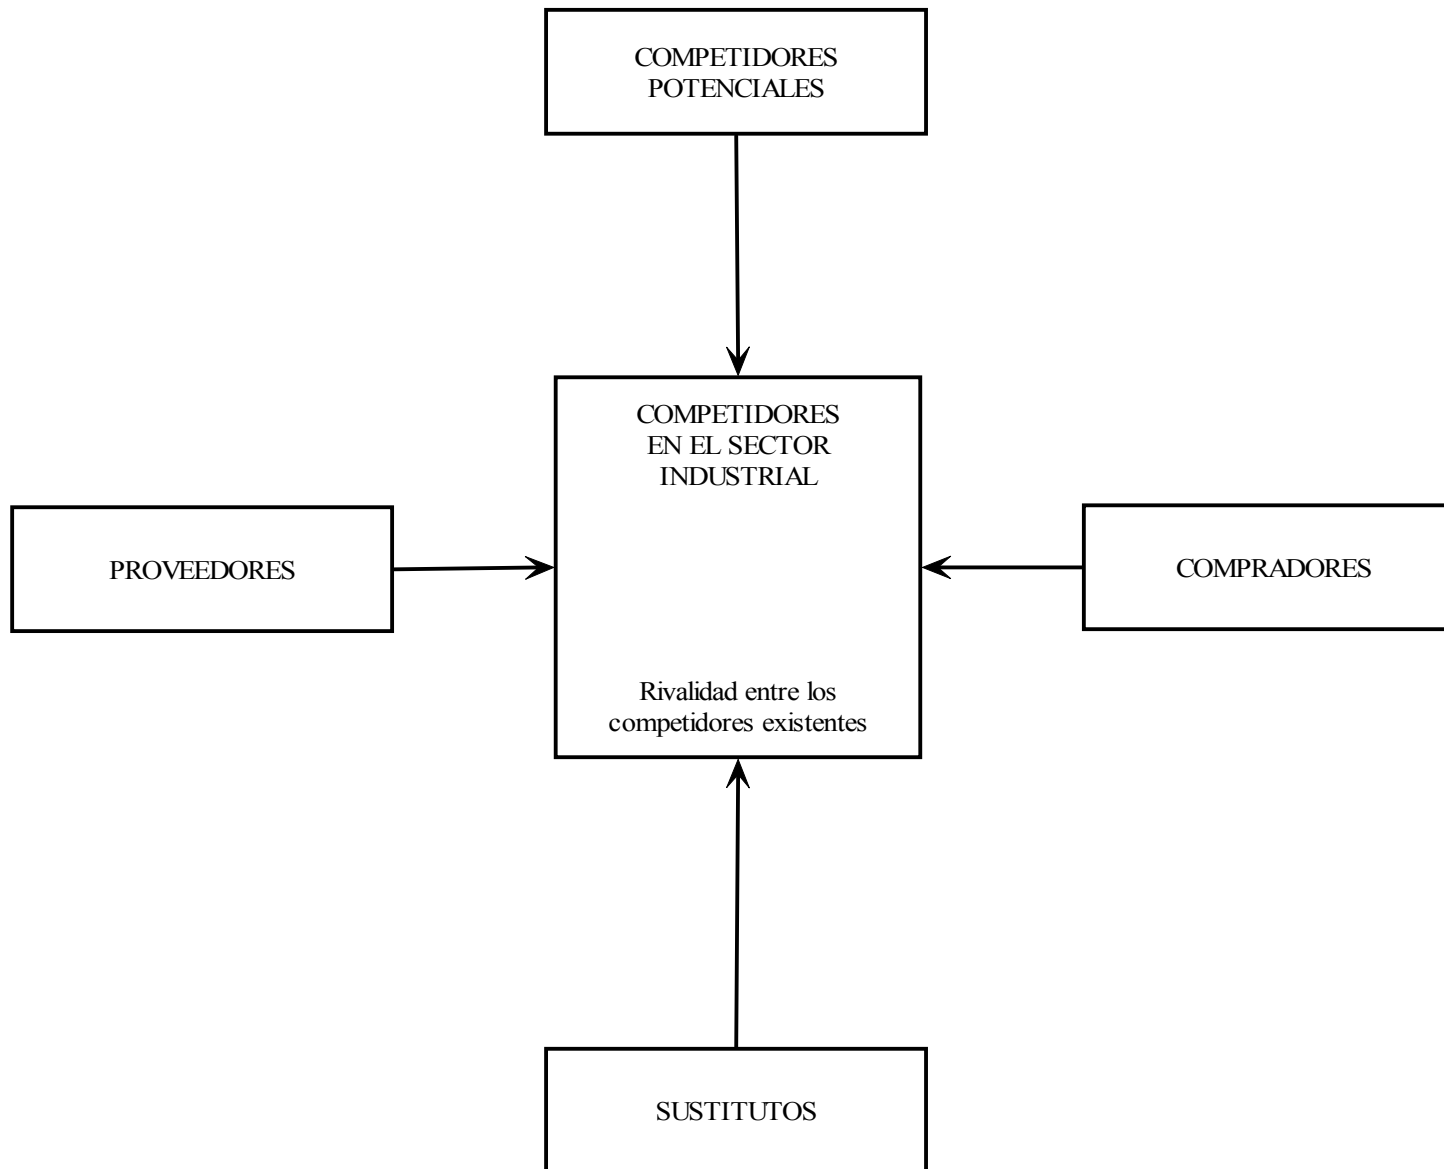 COMPETIDORES
POTENCIALES
COMPETIDORES
EN EL SECTOR
INDUSTRIAL
PROVEEDORES
COMPRADORES
Rivalidad entre los
competidores existentes
SUSTITUTOS